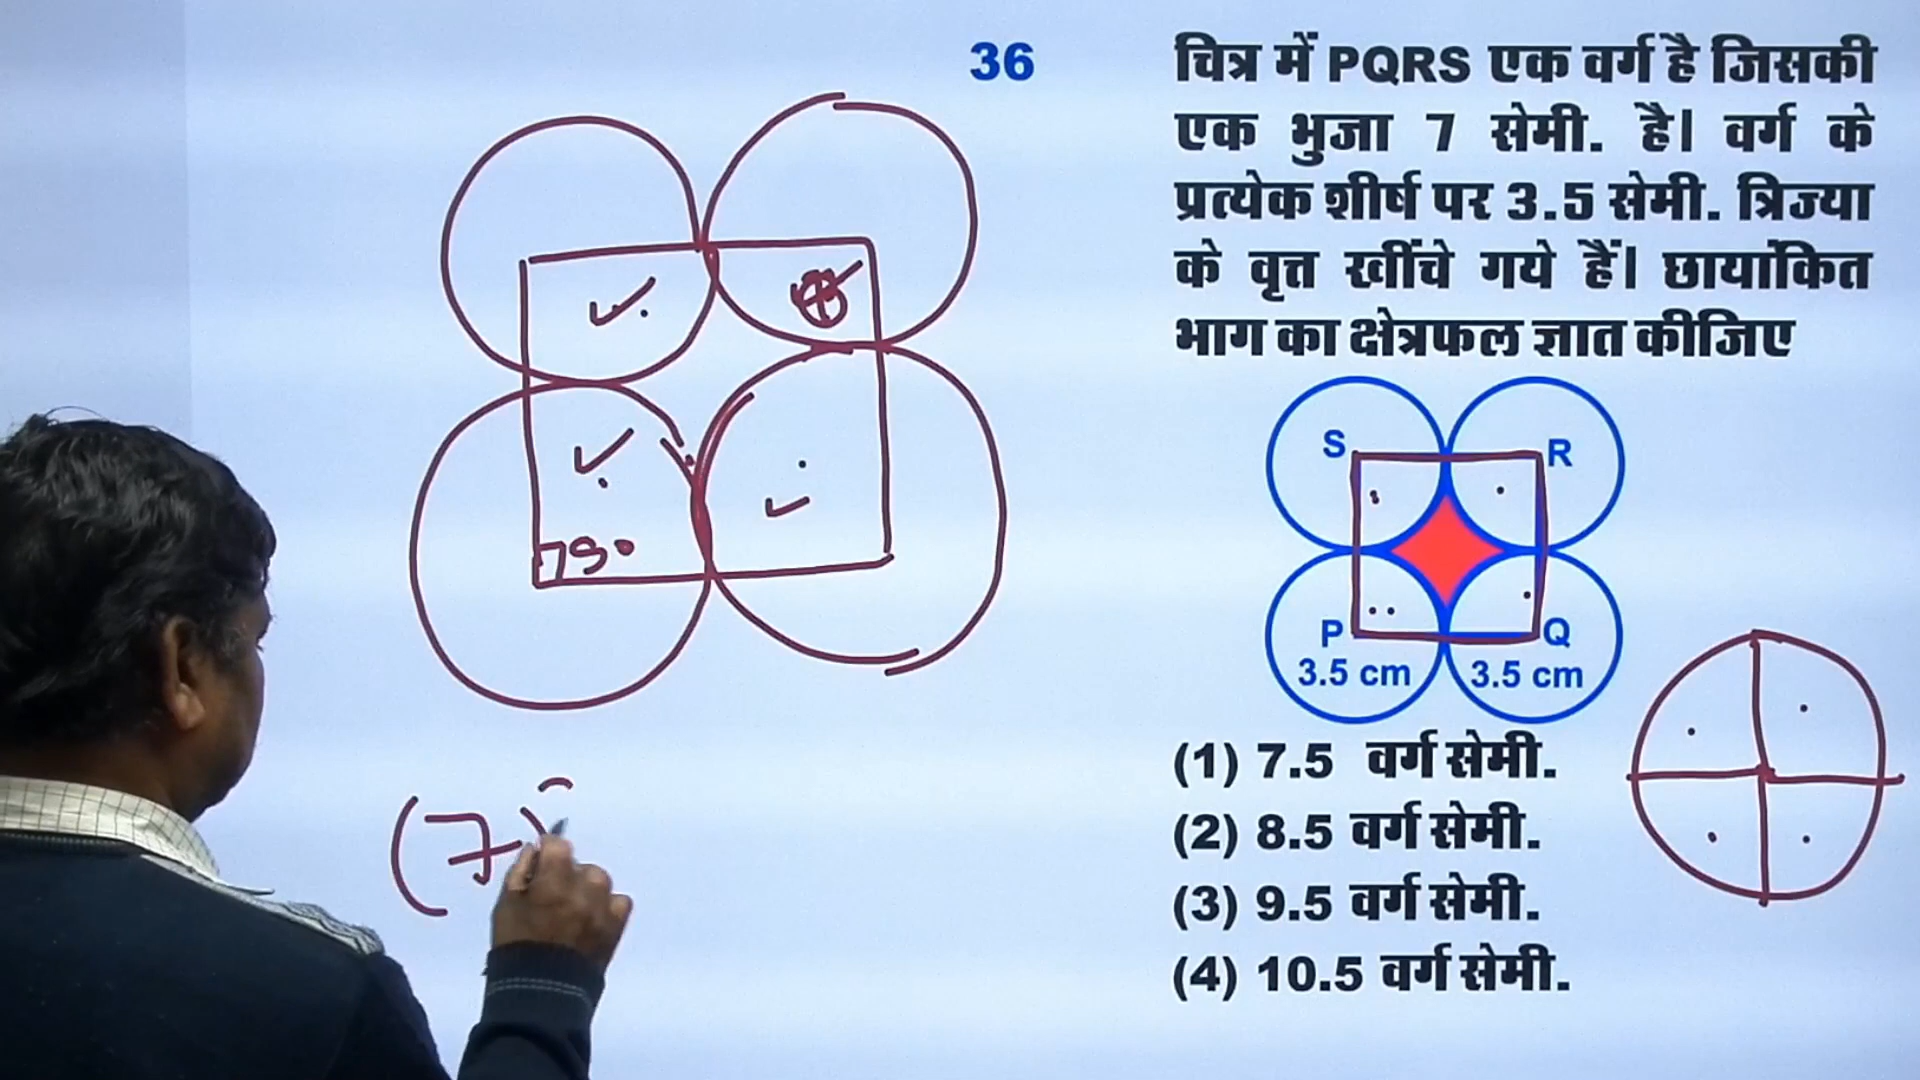 36
चित्र में PQRS एक वर्ग है जिसकी
एक भुजा 7 सेमी. है। वर्ग के
प्रत्येक शीर्ष पर 3.5 सेमी. त्रिज्या
के वृत्त खींचे गये हैं। छायांकित
भाग का क्षेत्रफल ज्ञात कीजिए
S R
P Q
3.5 cm 3.5 cm
(1) 7.5 वर्ग सेमी.
(2) 8.5 वर्ग सेमी.
(3) 9.5 वर्ग सेमी.
(4) 10.5 वर्ग सेमी.
(7)